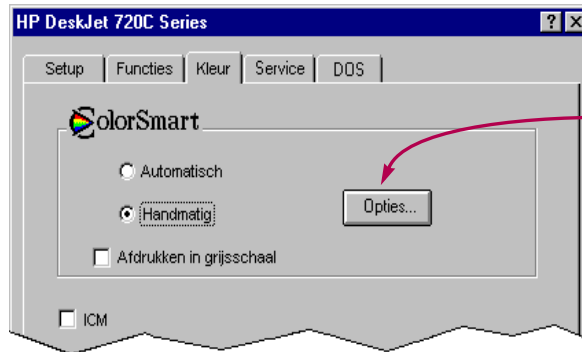 HP DeskJet 720C Series
Setup Functies Kleur Service DOS
ColorSmart
Automatisch
Handmatig
Opties...
Afdrukken in grijsschaal
ICM